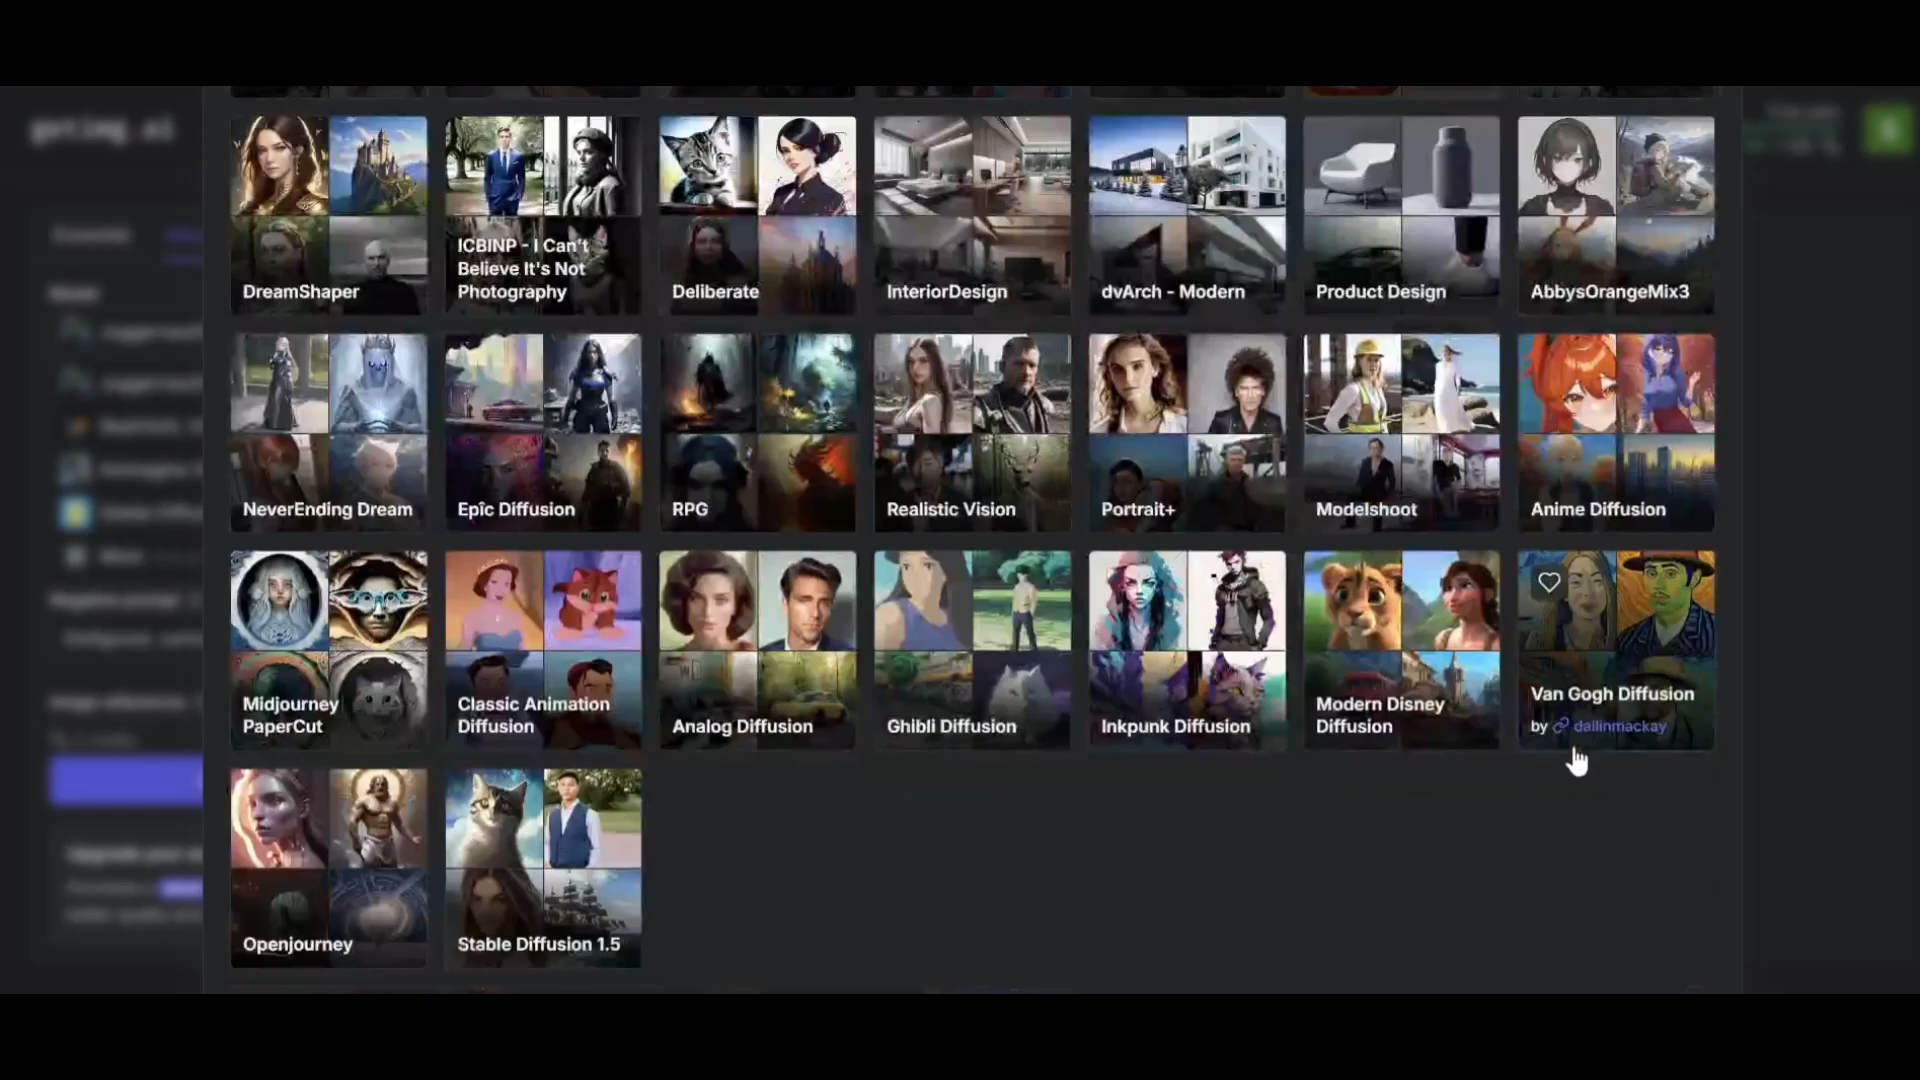 DreamShaper
ICBINP - I Can't
Believe It's Not
Photography
Deliberate
InteriorDesign
dvArch - Modern
Product Design
AbbysOrangeMix3
NeverEnding Dream
Epîc Diffusion
RPG
Realistic Vision
Portrait+
Modelshoot
Anime Diffusion
Midjourney
PaperCut
Classic Animation
Diffusion
Analog Diffusion
Ghibli Diffusion
Inkpunk Diffusion
Modern Disney
Diffusion
Van Gogh Diffusion
by dallinmackay
Openjourney
Stable Diffusion 1.5